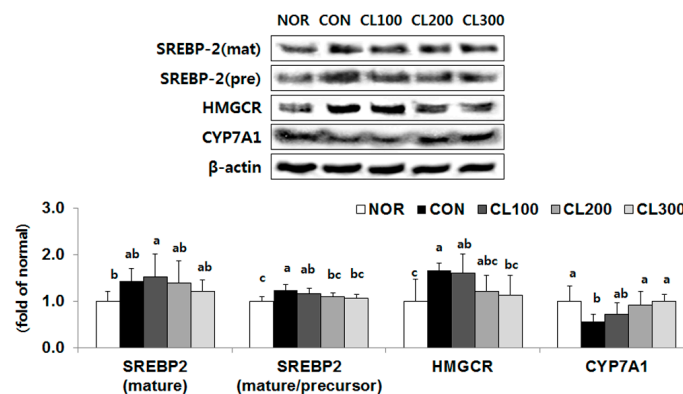 NOR CON CL100 CL200 CL300
SREBP-2(mat)
SREBP-2(pre)
HMGCR
CYP7A1
β-actin
3.0
2.0
1.0
0.0
(fold of normal)
NOR CON CL100 CL200 CL300
b ab a ab ab
c a ab bc bc
c a ab abc bc
a b ab a a
SREBP2
(mature)
SREBP2
(mature/precursor)
HMGCR
CYP7A1